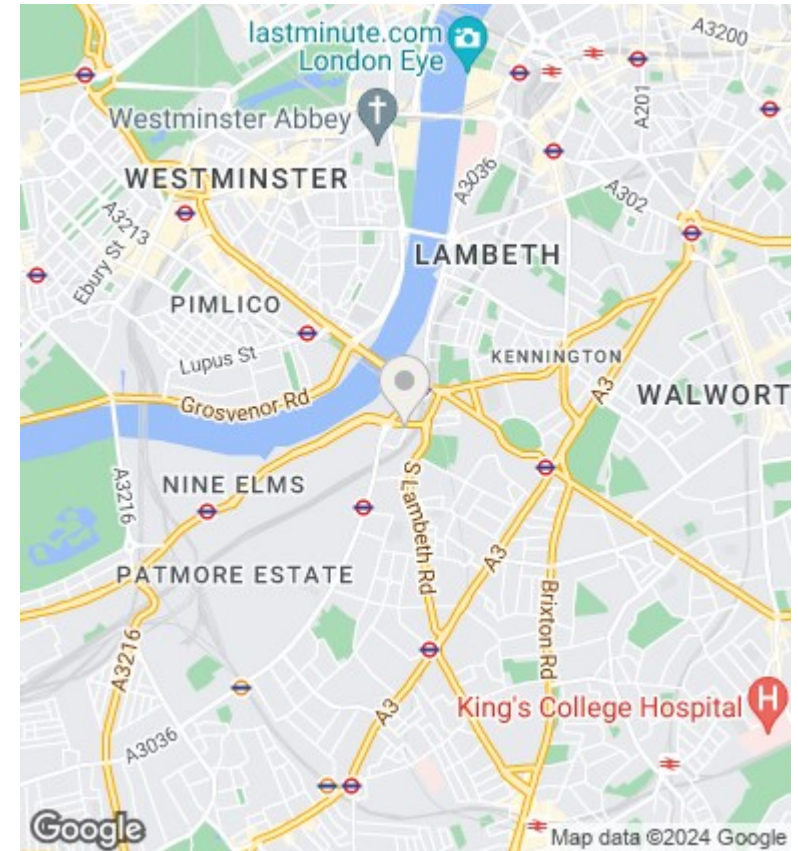 lastminute.com
London Eye
A3200
Westminster Abbey
A201
WESTMINSTER
A3036
A302
A3213
Ebury St
LAMBETH
PIMLICO
Lupus St
KENNINGTON
A3
WALWORT
Grosvenor Rd
A3216
NINE ELMS
S Lambeth Rd
A3
PATMORE ESTATE
Brixton Rd
A3216
A3036
A3
King's College Hospital
H
Google
Map data ©2024 Google